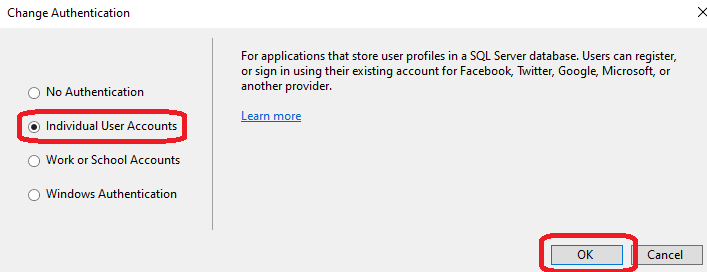 Change Authentication
For applications that store user profiles in a SQL Server database. Users can register,
or sign in using their existing account for Facebook, Twitter, Google, Microsoft, or
another provider.
Learn more
No Authentication
Individual User Accounts
Work or School Accounts
Windows Authentication
OK
Cancel